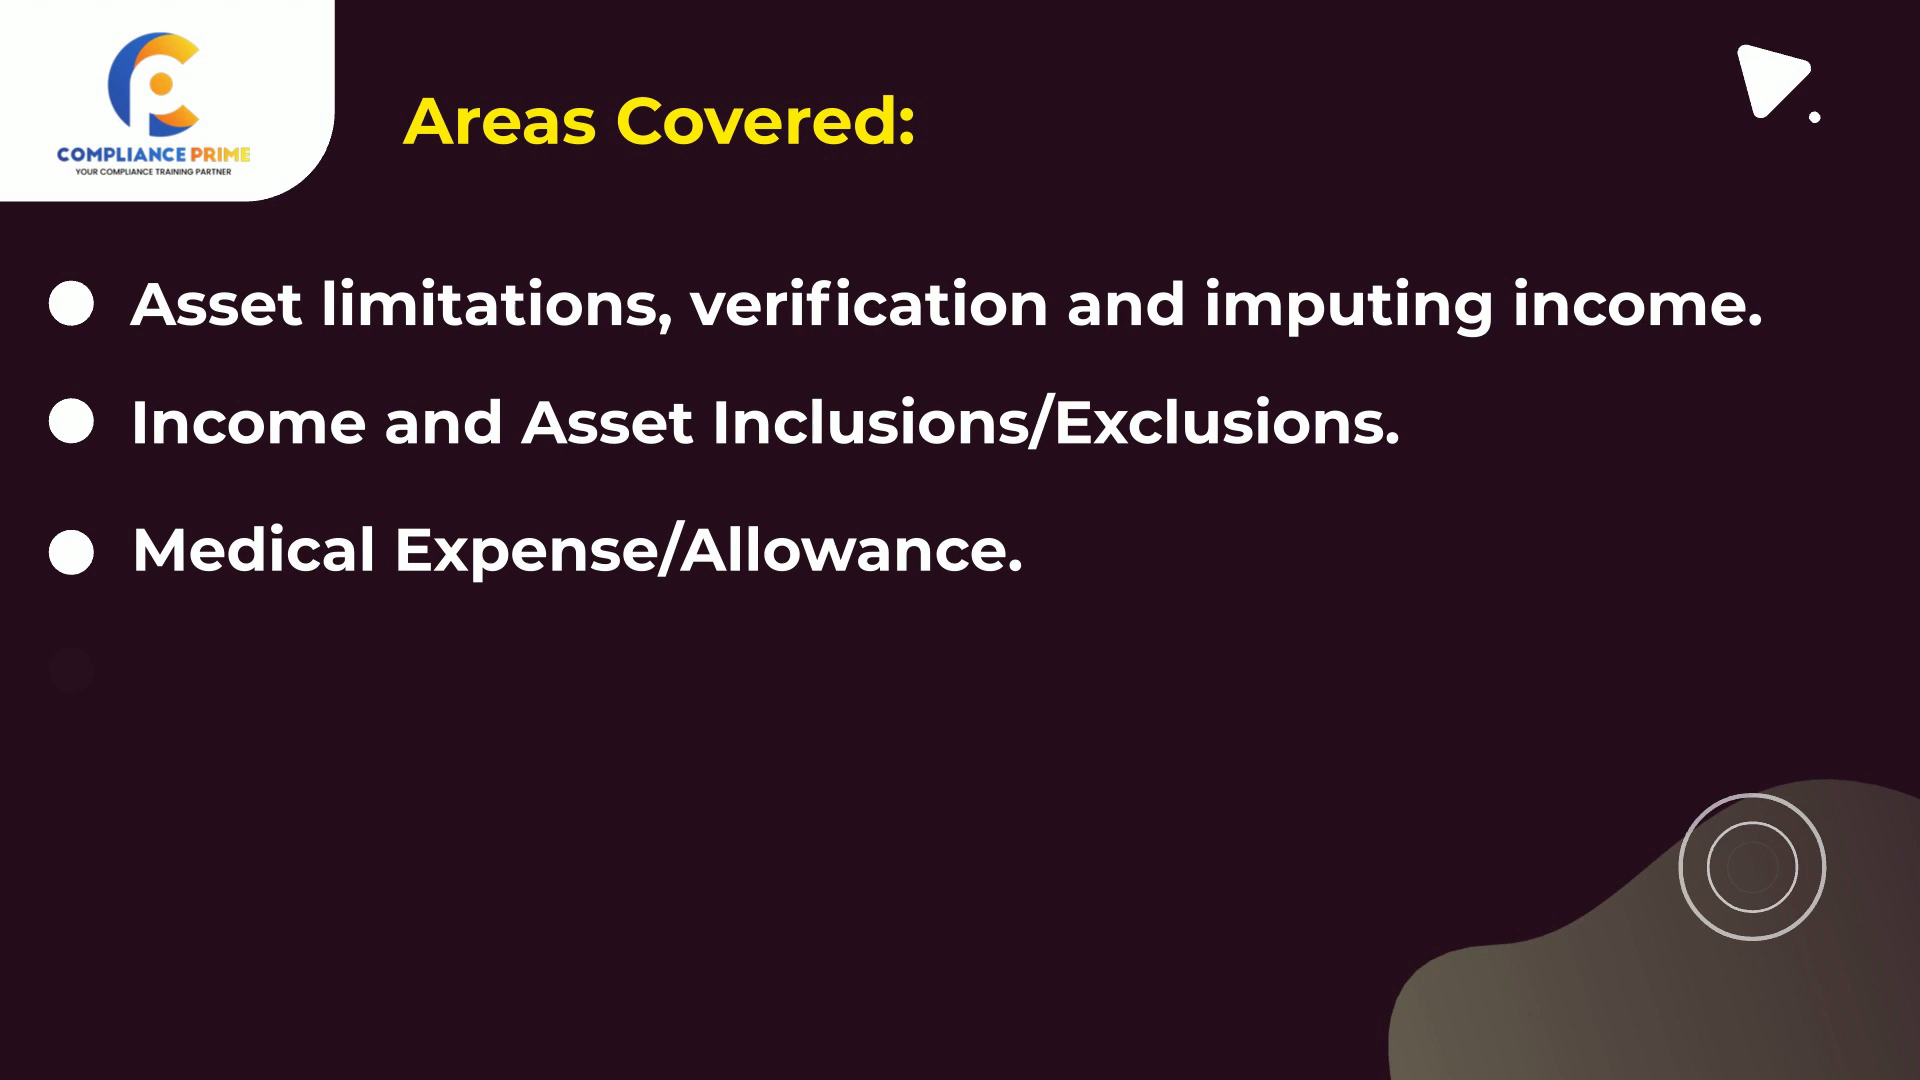 COMPLIANCE PRIME
YOUR COMPLIANCE TRAINING PARTNER
Areas Covered:
Asset limitations, verification and imputing income.
Income and Asset Inclusions/Exclusions.
Medical Expense/Allowance.